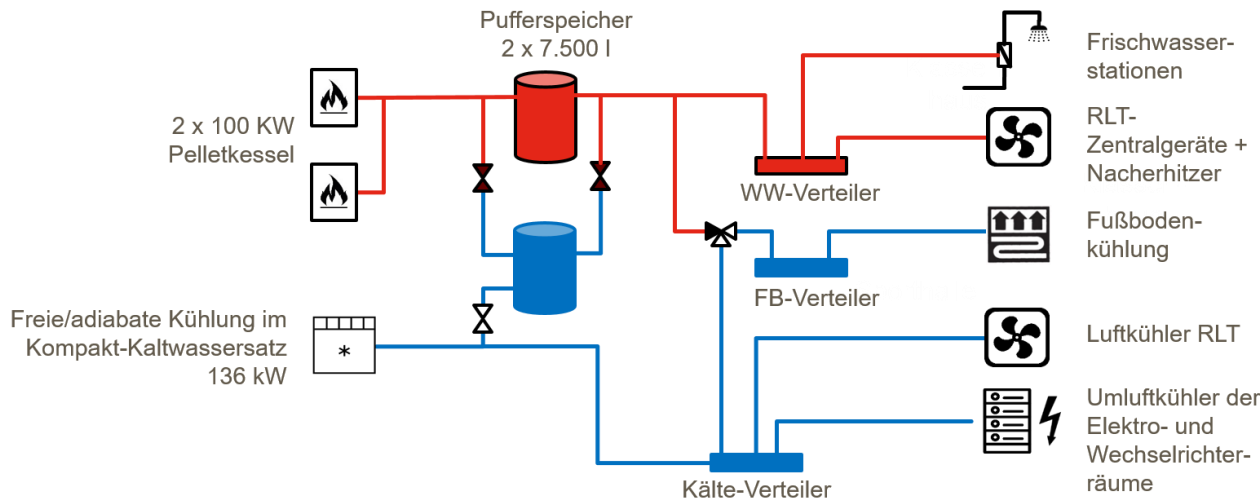 Pufferspeicher
2 x 7.500 l
2 x 100 KW
Pelletkessel
Frischwasser-
stationen
RLT-
Zentralgeräte +
Nacherhitzer
WW-Verteiler
Fußboden-
kühlung
FB-Verteiler
Freie/adiabate Kühlung im
Kompakt-Kaltwassersatz
136 kW
*
Luftkühler RLT
Umluftkühler der
Elektro- und
Wechselrichter-
räume
Kälte-Verteiler